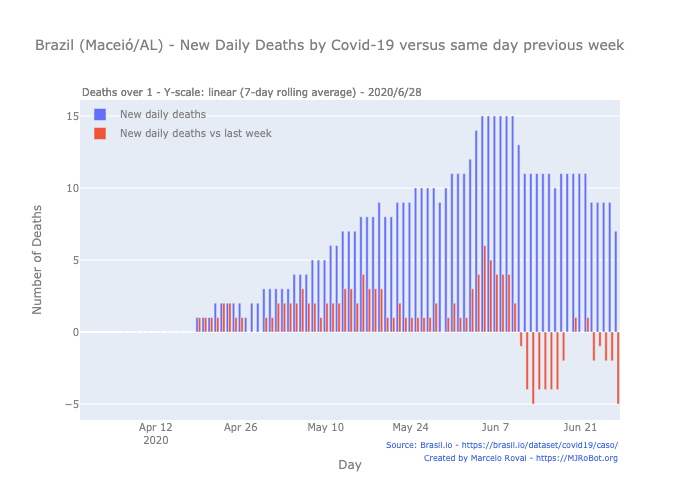 Brazil (Maceió/AL) - New Daily Deaths by Covid-19 versus same day previous week
Deaths over 1 - Y-scale: linear (7-day rolling average) - 2020/6/28
New daily deaths
New daily deaths vs last week
Number of Deaths
15
10
5
0
−5
Apr 12 Apr 26 May 10 May 24 Jun 7 Jun 21
2020
Day
Source: Brasil.io - https://brasil.io/dataset/covid19/caso/
Created by Marcelo Rovai - https://MJRoBot.org